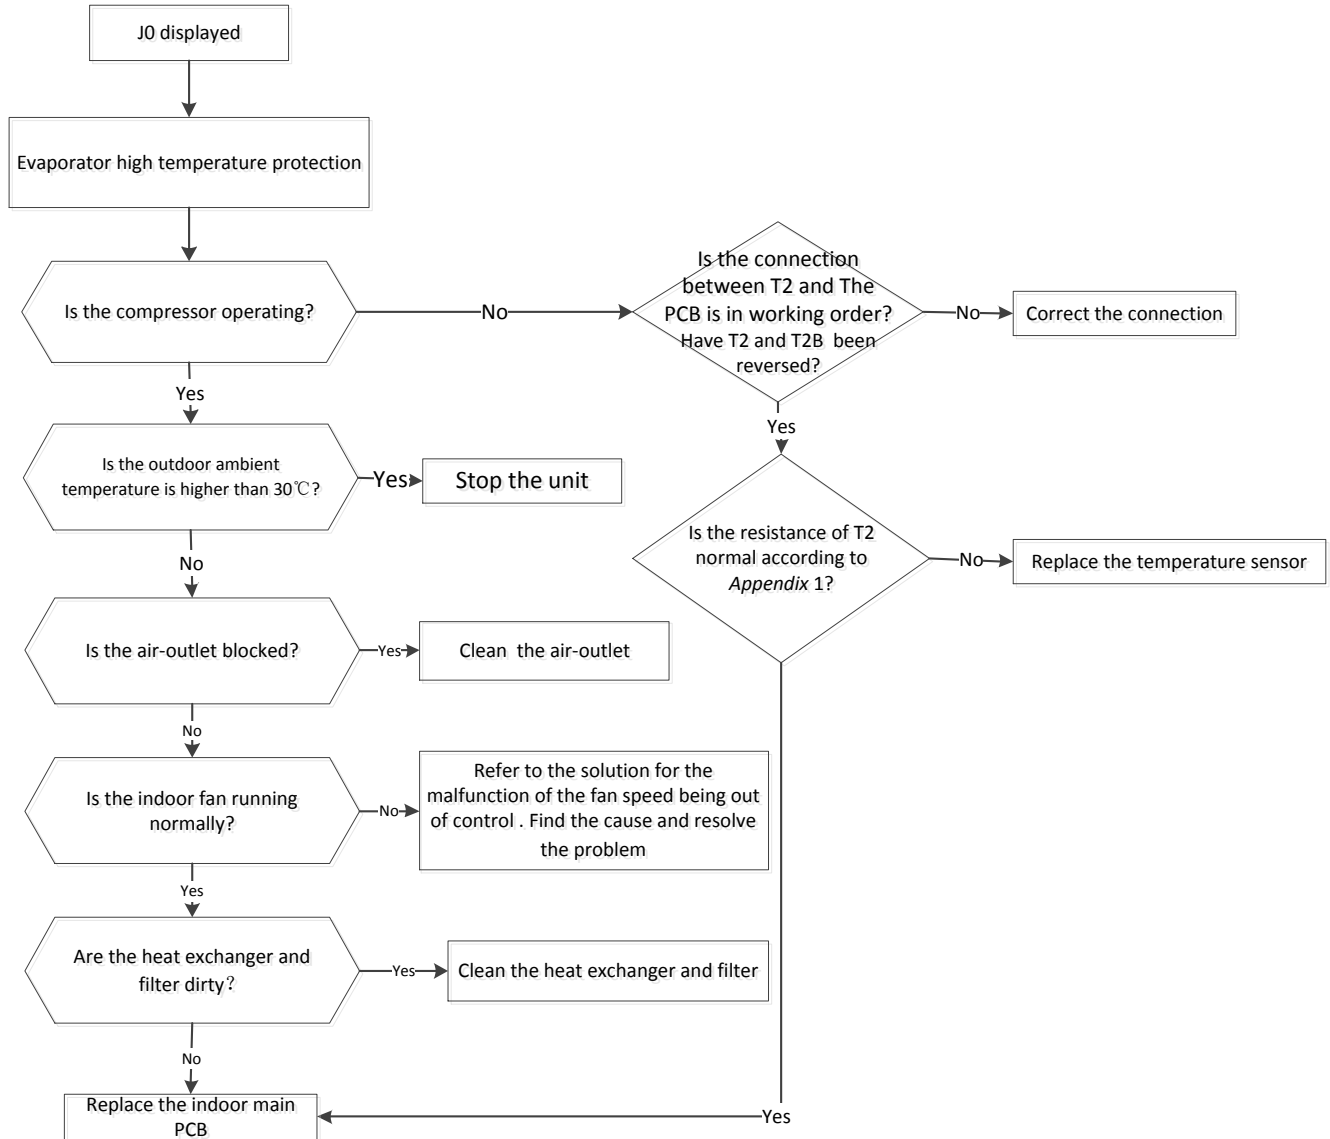 J0 displayed
Evaporator high temperature protection
Is the compressor operating?
No
Is the connection
between T2 and The
PCB is in working order?
Have T2 and T2B been
reversed?
No
Correct the connection
Yes
Yes
Is the outdoor ambient
temperature is higher than 30℃?
Yes
Stop the unit
Is the resistance of T2
normal according to
Appendix 1?
No
Replace the temperature sensor
No
Is the air-outlet blocked?
Yes
Clean the air-outlet
No
Is the indoor fan running
normally?
No
Refer to the solution for the
malfunction of the fan speed being out
of control . Find the cause and resolve
the problem
Yes
Are the heat exchanger and
filter dirty?
Yes
Clean the heat exchanger and filter
No
Replace the indoor main
PCB
Yes